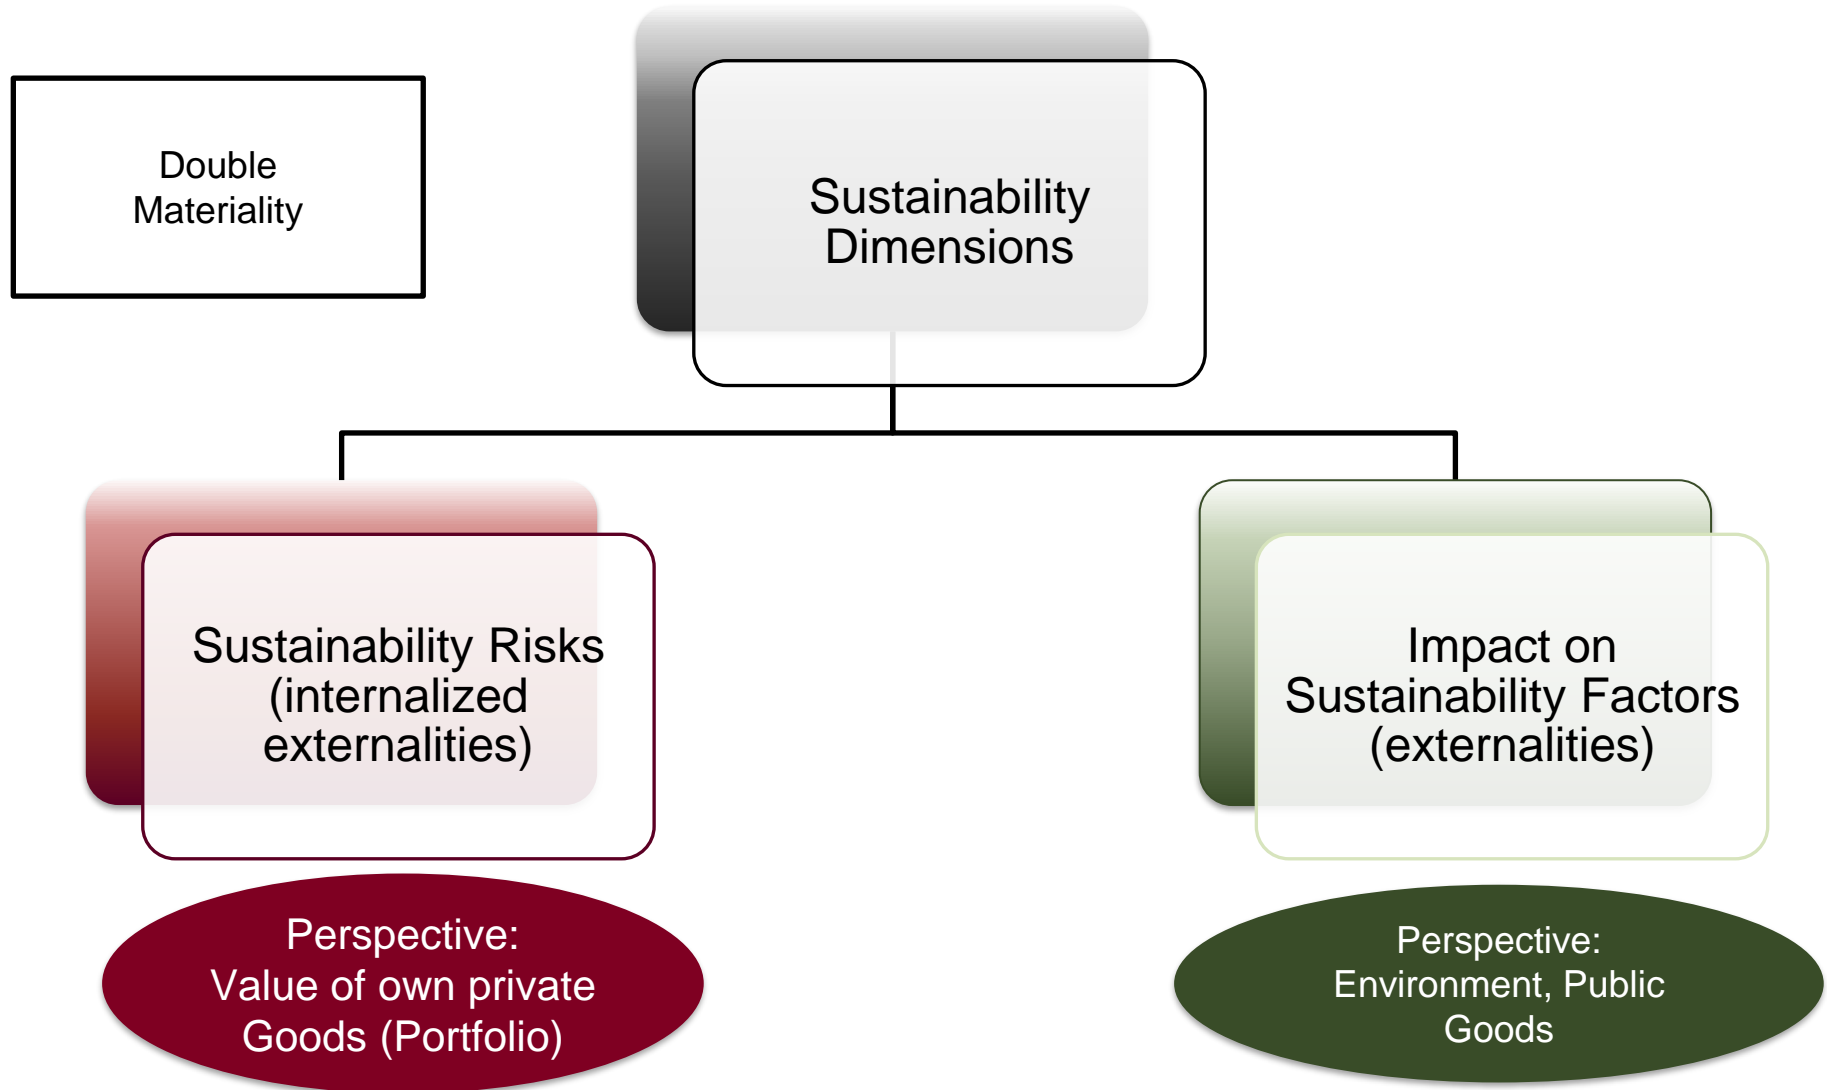 Double
Materiality
Sustainability
Dimensions
Sustainability Risks
(internalized
externalities)
Impact on
Sustainability Factors
(externalities)
Perspective:
Value of own private
Goods (Portfolio)
Perspective:
Environment, Public
Goods